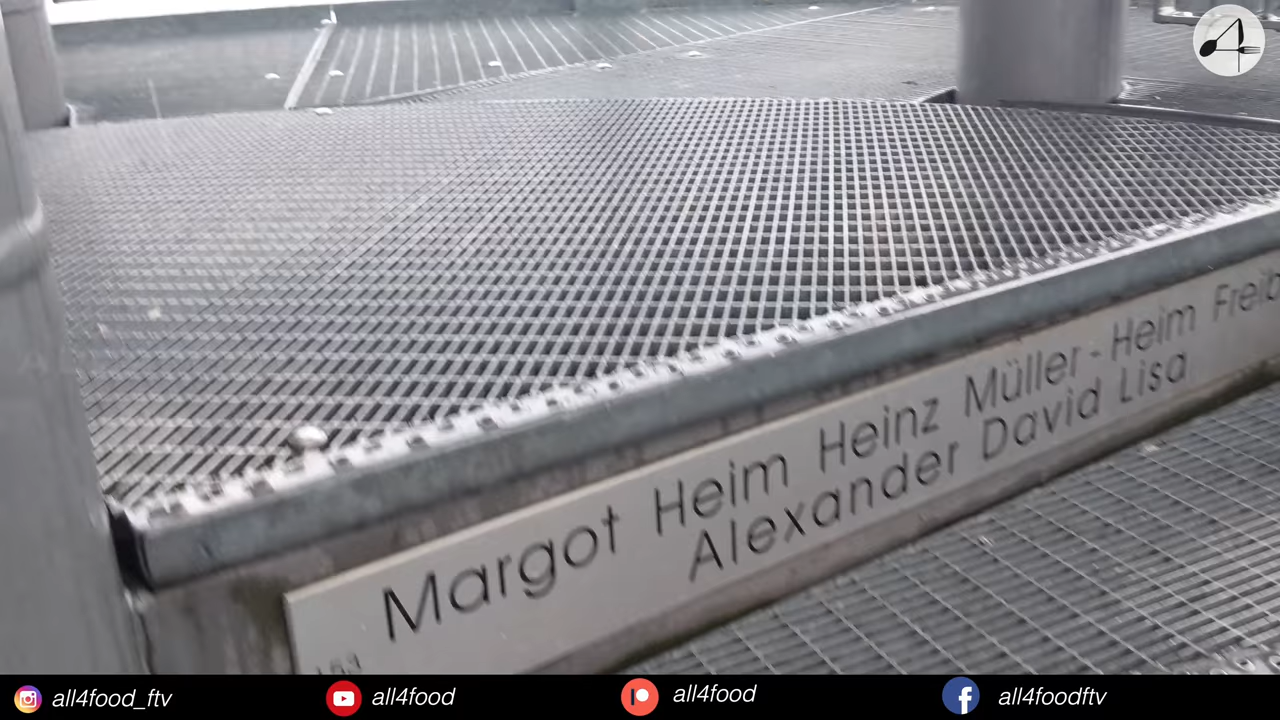 Margot Heim Heinz Müller-Heim
Alexander David Lisa
all4food_ftv
all4food
all4food
all4foodftv